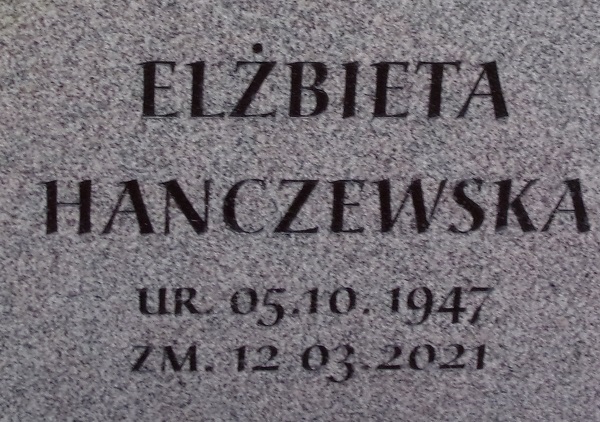 ELŻBIETA
HANCZEWSKA
UR. 05.10.1947
ZM. 12 03.2021